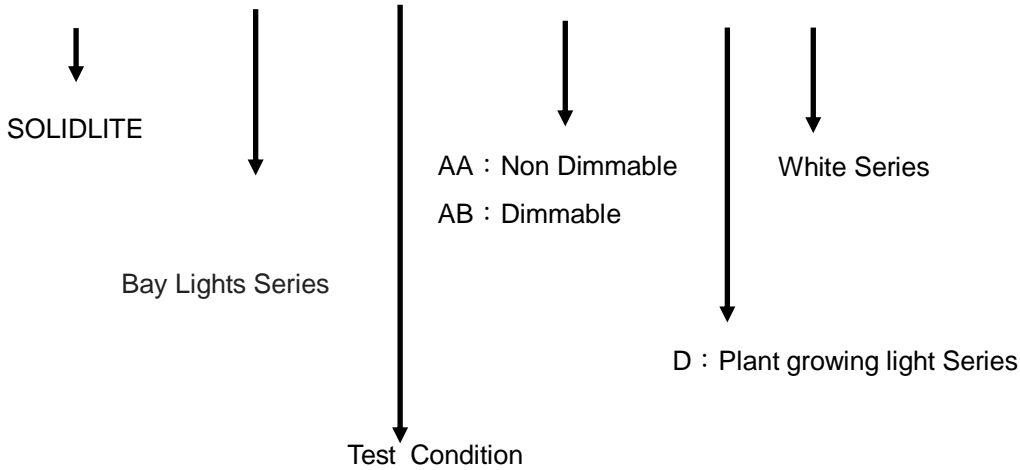 SOLIDLITE
AA：Non Dimmable
AB：Dimmable
White Series
Bay Lights Series
D：Plant growing light Series
Test Condition